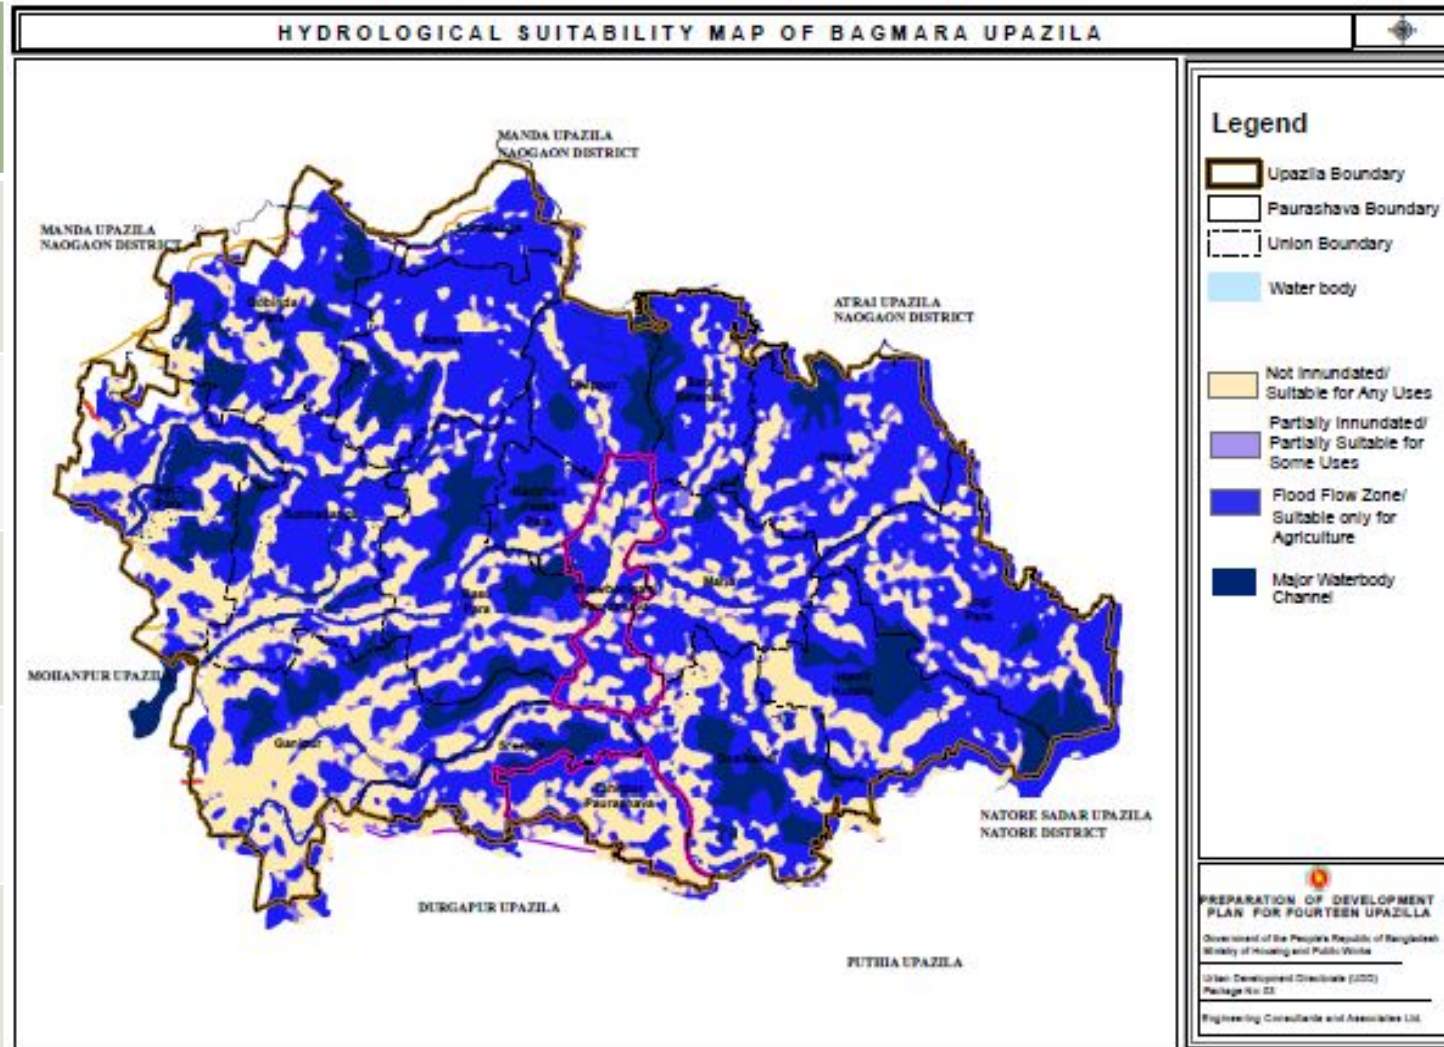 HYDROLOGICAL SUITABILITY MAP OF BAGMARA UPAZILA
MANDA UPAZILA
NAOGAON DISTRICT
MANDA UPAZILA
NAOGAON DISTRICT
ATRAI UPAZILA
NAOGAON DISTRICT
Maria
MOHANPUR UPAZILA
Ganipur
Paurashava
NATORE SADAR UPAZILA
NATORE DISTRICT
DURGAPUR UPAZILA
PUTHIA UPAZILA
Legend
Upazila Boundary
Paurashava Boundary
Union Boundary
Water body
Not Innundated/
Suitable for Any Uses
Partially Innundated/
Partially Suitable for
Some Uses
Flood Flow Zone/
Suitable only for
Agriculture
Major Waterbody
Channel
PREPARATION OF DEVELOPMENT
PLAN FOR FOURTEEN UPAZILLA
Government of the People's Republic of Bangladesh
Ministry of Housing and Public Works
Urban Development Directorate (UDD)
Package No: 03
Engineering Consultants and Associates Ltd.